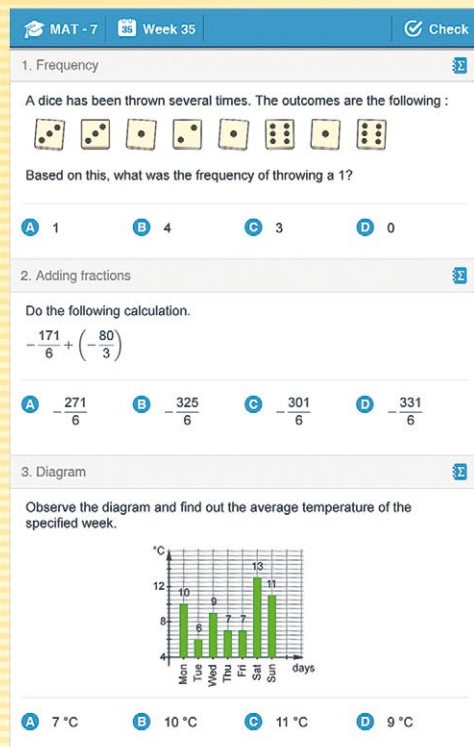 MAT - 7 35 Week 35 Check
1. Frequency
A dice has been thrown several times. The outcomes are the following :
Based on this, what was the frequency of throwing a 1?
A 1 B 4 C 3 D 0
2. Adding fractions
Do the following calculation.
-171/6 + (-80/3)
A -271/6 B -325/6 C -301/6 D -331/6
3. Diagram
Observe the diagram and find out the average temperature of the
specified week.
°C
13
12 10 11
9
8 7 7
6
4
Mon Tue Wed Thu Fri Sat Sun days
A 7 °C B 10 °C C 11 °C D 9 °C